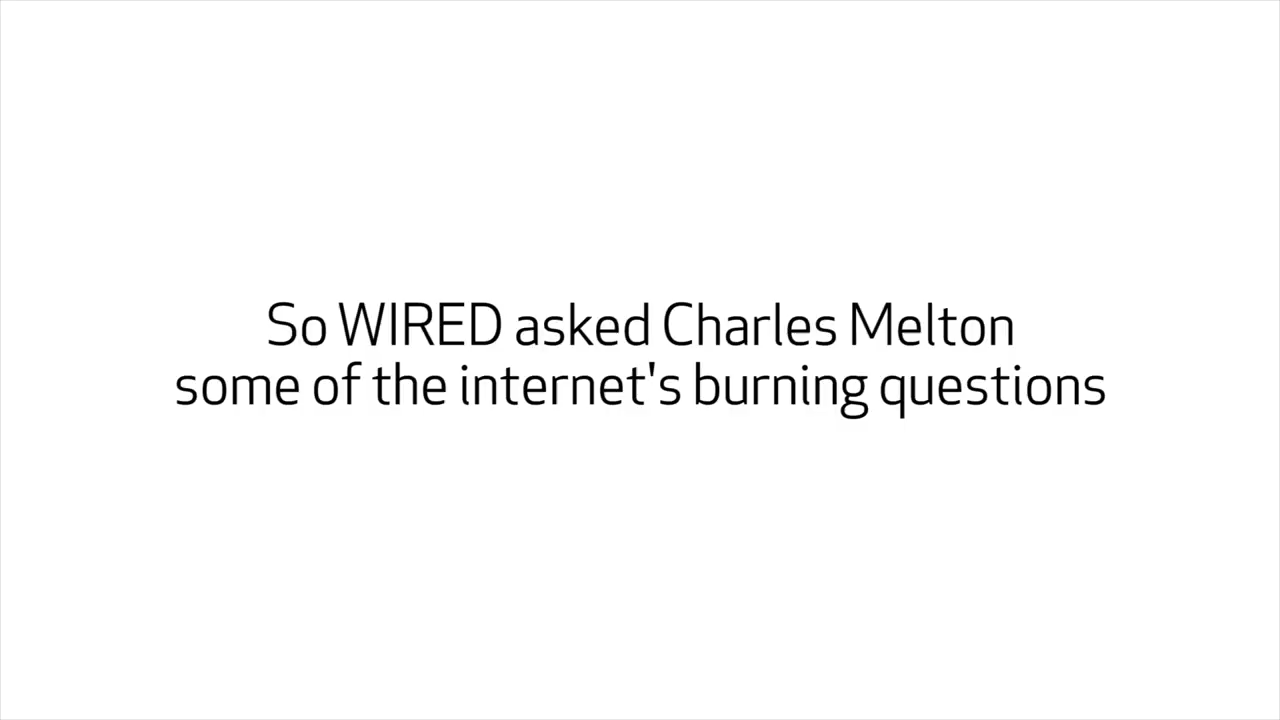 So WIRED asked Charles Melton
some of the internet's burning questions